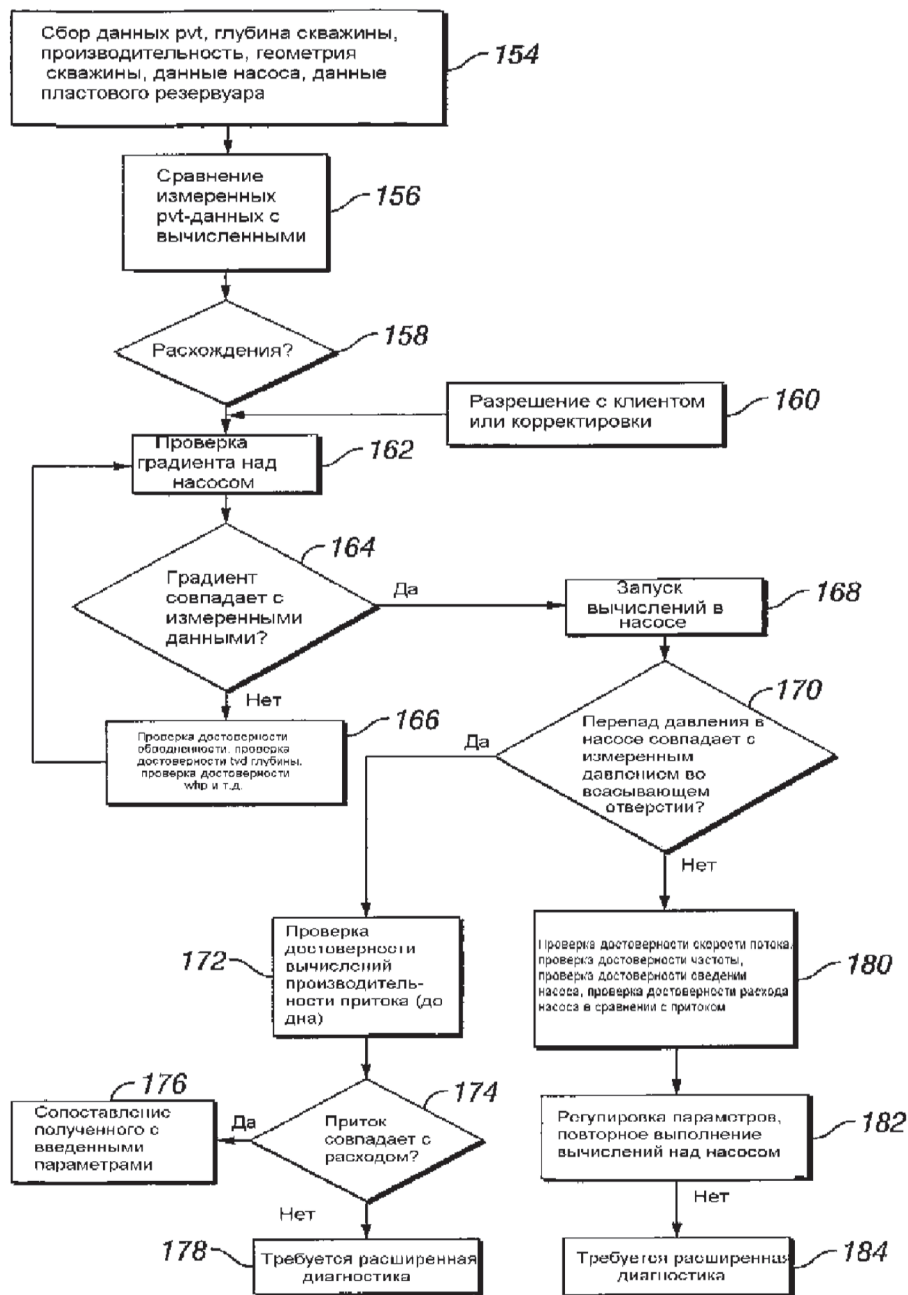 Сбор данных pvt, глубина скважины,
производительность, геометрия
скважины, данные насоса, данные
пластового резервуара
154
Сравнение
измеренных
pvt-данных с
вычисленными
156
Расхождения?
158
Разрешение с клиентом
или корректировки
160
Проверка
градиента над
насосом
162
Градиент
совпадает с
измеренными
данными?
164
Да
Нет
Запуск
вычислений в
насосе
168
Проверка достоверности
обводненности, проверка
достоверности tvd глубины,
проверка достоверности
whp и т.д.
166
Перепад давления в
насосе совпадает с
измеренным
давлением во
всасывающем
отверстии?
170
Да
Нет
172
Проверка
достоверности
вычислений
производитель-
ности притока (до
дна)
Проверка достоверности скорости потока,
проверка достоверности частоты,
проверка достоверности сведении
насоса, проверка достоверности расхода
насоса в сравнении с притоком
180
176
Сопоставление
полученного с
введенными
параметрами
Да
Приток
совпадает с
расходом?
174
Регулировка параметров,
повторное выполнение
вычислений над насосом
182
Нет
Нет
178
Требуется расширенная
диагностика
Требуется расширенная
диагностика
184